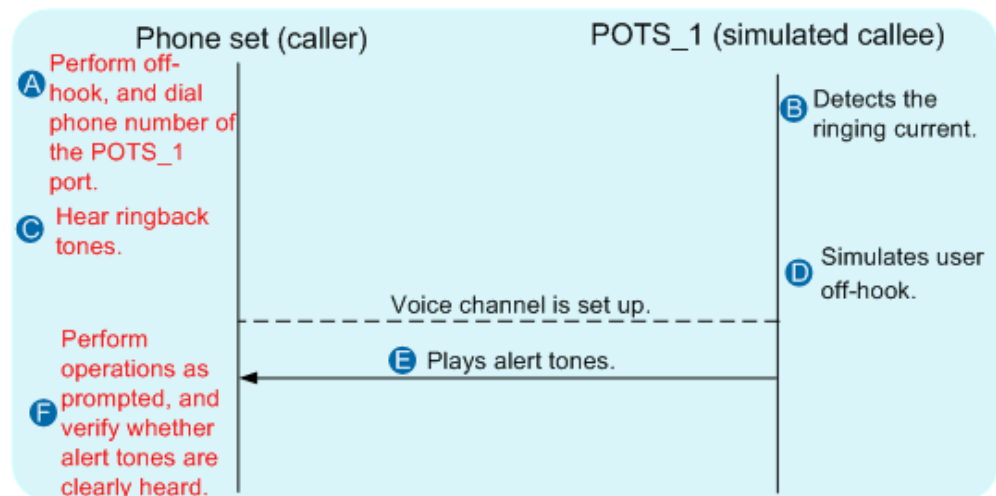 Phone set (caller)
POTS_1 (simulated callee)
A
Perform off-
hook, and dial
phone number of
the POTS_1
port.
B
Detects the
ringing current.
C
Hear ringback
tones.
D
Simulates user
off-hook.
Voice channel is set up.
E Plays alert tones.
F
Perform
operations as
prompted, and
verify whether
alert tones are
clearly heard.